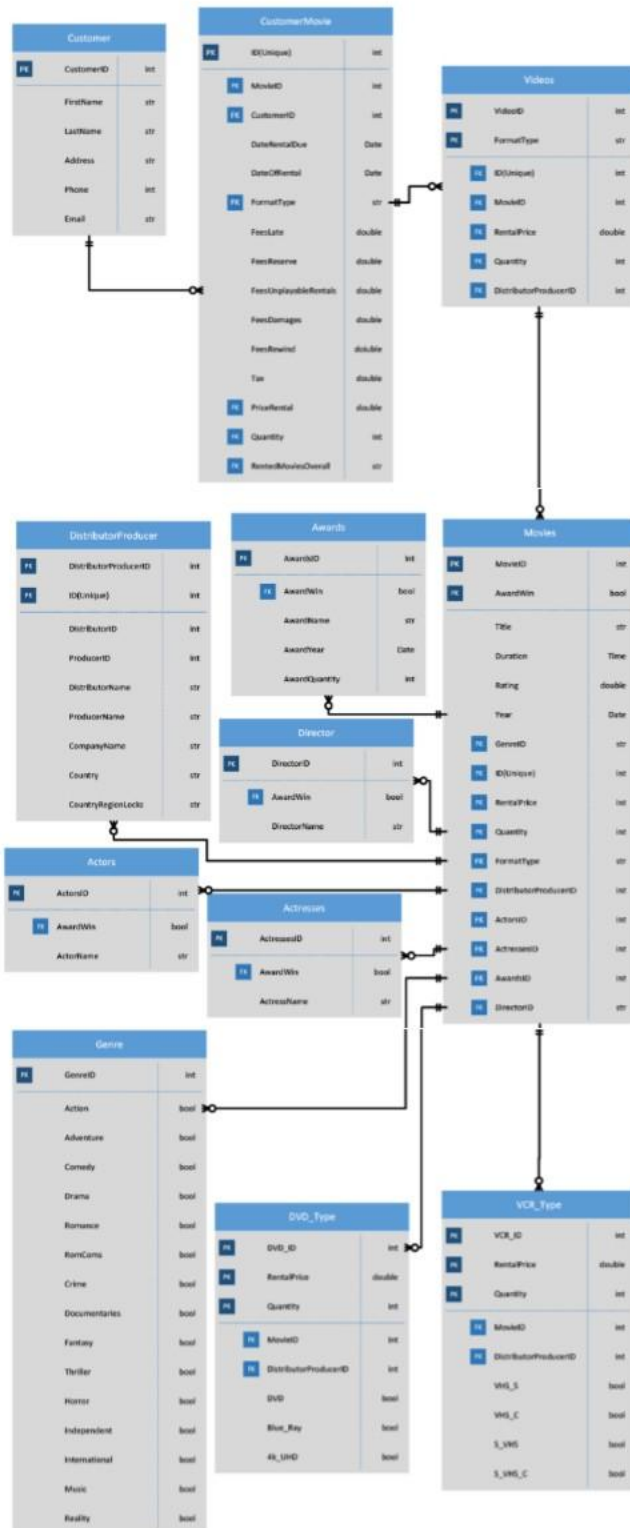 Customer
PK CustomerID int
FirstName str
LastName str
Address str
Phone int
Email str
CustomerMovie
PK ID(Unique) int
FK MovieID int
FK CustomerID int
DateRentalDue Date
DateOfRental Date
FK FormatType str
FeesLate double
FeesReserve double
FeesUnplayableRentals double
FeesDamages double
FeesRewind double
Tax double
FK PriceRental double
FK Quantity int
FK RentedMoviesOverall str
Videos
PK VideoID int
PK FormatType str
FK ID(Unique) int
FK MovieID int
FK RentalPrice double
FK Quantity int
FK DistributorProducerID int
DistributorProducer
PK DistributorProducerID int
PK ID(Unique) int
DistributorID int
ProducerID int
DistributorName str
ProducerName str
CompanyName str
Country str
CountryRegionLocks str
Awards
PK AwardsID int
FK AwardWin bool
AwardName str
AwardYear Date
AwardQuantity int
Movies
PK MovieID int
PK AwardWin bool
Title str
Duration Time
Rating double
Year Date
FK GenreID str
FK ID(Unique) int
FK RentalPrice int
FK Quantity int
FK FormatType str
FK DistributorProducerID int
FK ActorsID int
FK ActressesID int
FK AwardsID int
FK DirectorID str
Director
PK DirectorID int
FK AwardWin bool
DirectorName str
Actors
PK ActorsID int
FK AwardWin bool
ActorName str
Actresses
PK ActressesID int
FK AwardWin bool
ActressName str
Genre
PK GenreID int
Action bool
Adventure bool
Comedy bool
Drama bool
Romance bool
RomComs bool
Crime bool
Documentaries bool
Fantasy bool
Thriller bool
Horror bool
Independent bool
International bool
Music bool
Reality bool
DVD_Type
PK DVD_ID int
PK RentalPrice double
PK Quantity int
FK MovieID int
FK DistributorProducerID int
DVD bool
Blue_Ray bool
4k_UHD bool
VCR_Type
PK VCR_ID int
PK RentalPrice double
PK Quantity int
FK MovieID int
FK DistributorProducerID int
VHS_S bool
VHS_C bool
S_VHS bool
S_VHS_C bool